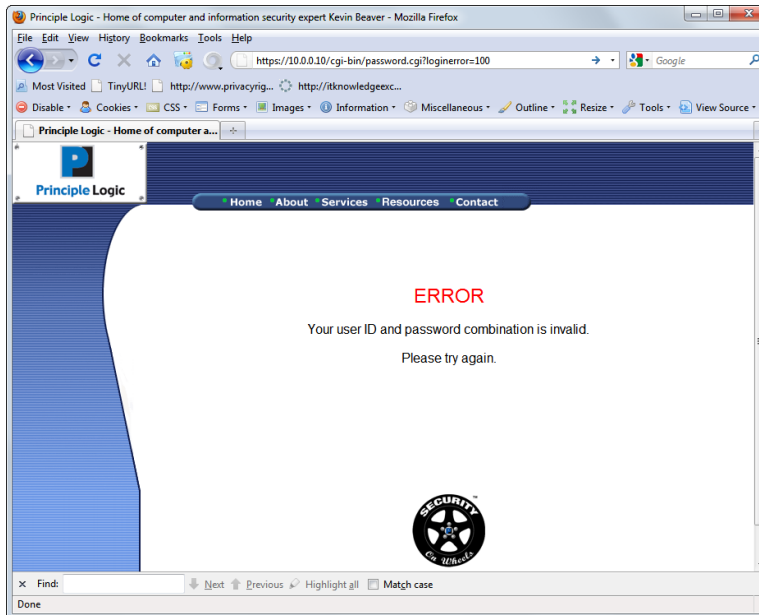 Principle Logic - Home of computer and information security expert Kevin Beaver - Mozilla Firefox
File Edit View History Bookmarks Tools Help
https://10.0.0.10/cgi-bin/password.cgi?loginerror=100 Google
Most Visited TinyURL! http://www.privacyrig... http://itknowledgeexc...
Disable Cookies CSS Forms Images Information Miscellaneous Outline Resize Tools View Source
Principle Logic - Home of computer a...
Principle Logic
Home About Services Resources Contact
ERROR
Your user ID and password combination is invalid.
Please try again.
SECURITY TM
On Wheels
Find: Next Previous Highlight all Match case
Done